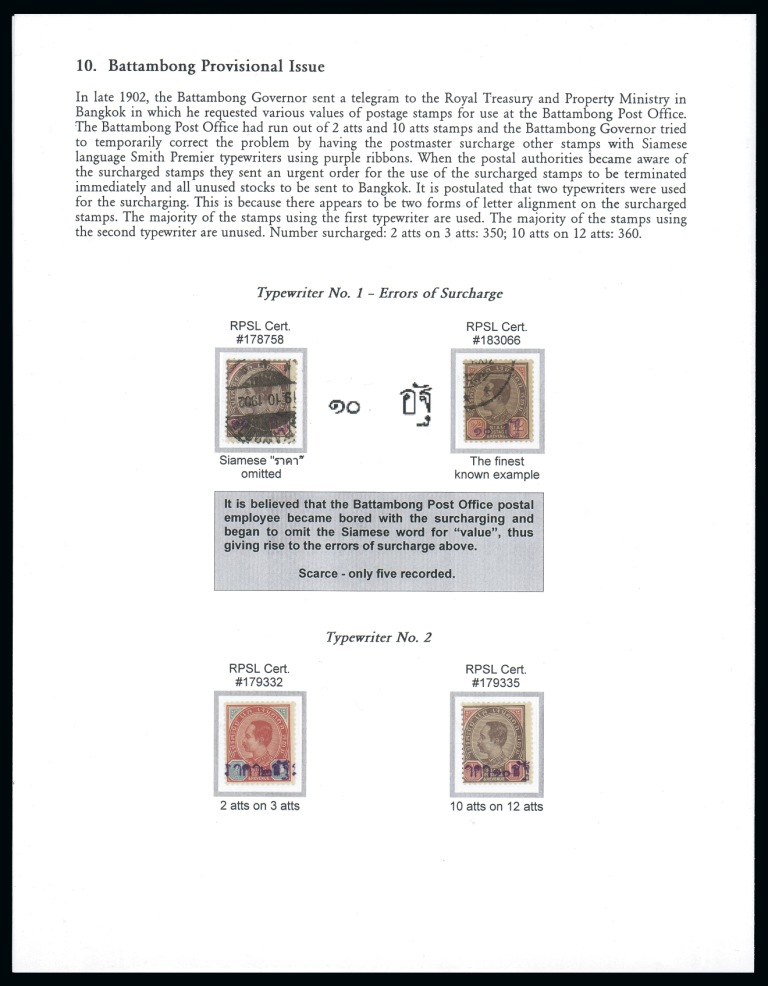 10. Battambong Provisional Issue
In late 1902, the Battambong Governor sent a telegram to the Royal Treasury and Property Ministry in
Bangkok in which he requested various values of postage stamps for use at the Battambong Post Office.
The Battambong Post Office had run out of 2 atts and 10 atts stamps and the Battambong Governor tried
to temporarily correct the problem by having the postmaster surcharge other stamps with Siamese
language Smith Premier typewriters using purple ribbons. When the postal authorities became aware of
the surcharged stamps they sent an urgent order for the use of the surcharged stamps to be terminated
immediately and all unused stocks to be sent to Bangkok. It is postulated that two typewriters were used
for the surcharging. This is because there appears to be two forms of letter alignment on the surcharged
stamps. The majority of the stamps using the first typewriter are used. The majority of the stamps using
the second typewriter are unused. Number surcharged: 2 atts on 3 atts: 350; 10 atts on 12 atts: 360.
Typewriter No. 1 – Errors of Surcharge
RPSL Cert.
#178758
RPSL Cert.
#183066
๑๐ อัฐ
Siamese "ราคา"
omitted
The finest
known example
It is believed that the Battambong Post Office postal
employee became bored with the surcharging and
began to omit the Siamese word for “value”, thus
giving rise to the errors of surcharge above.
Scarce - only five recorded.
Typewriter No. 2
RPSL Cert.
#179332
RPSL Cert.
#179335
2 atts on 3 atts
10 atts on 12 atts